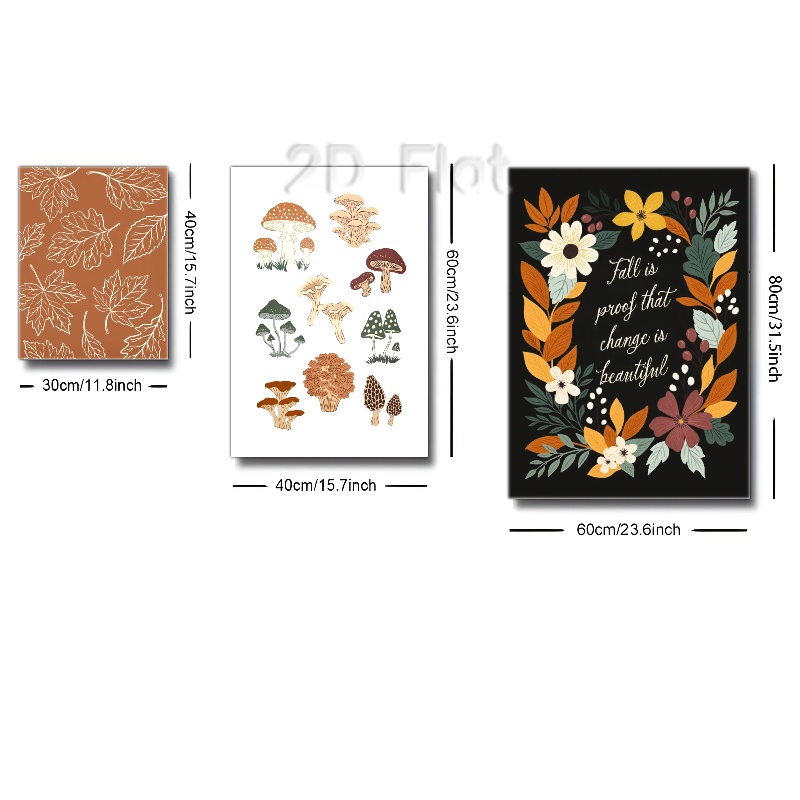 2D Flat
40cm/15.7inch
30cm/11.8inch
60cm/23.6inch
40cm/15.7inch
Fall is
proof that
change is
beautiful
80cm/31.5inch
60cm/23.6inch